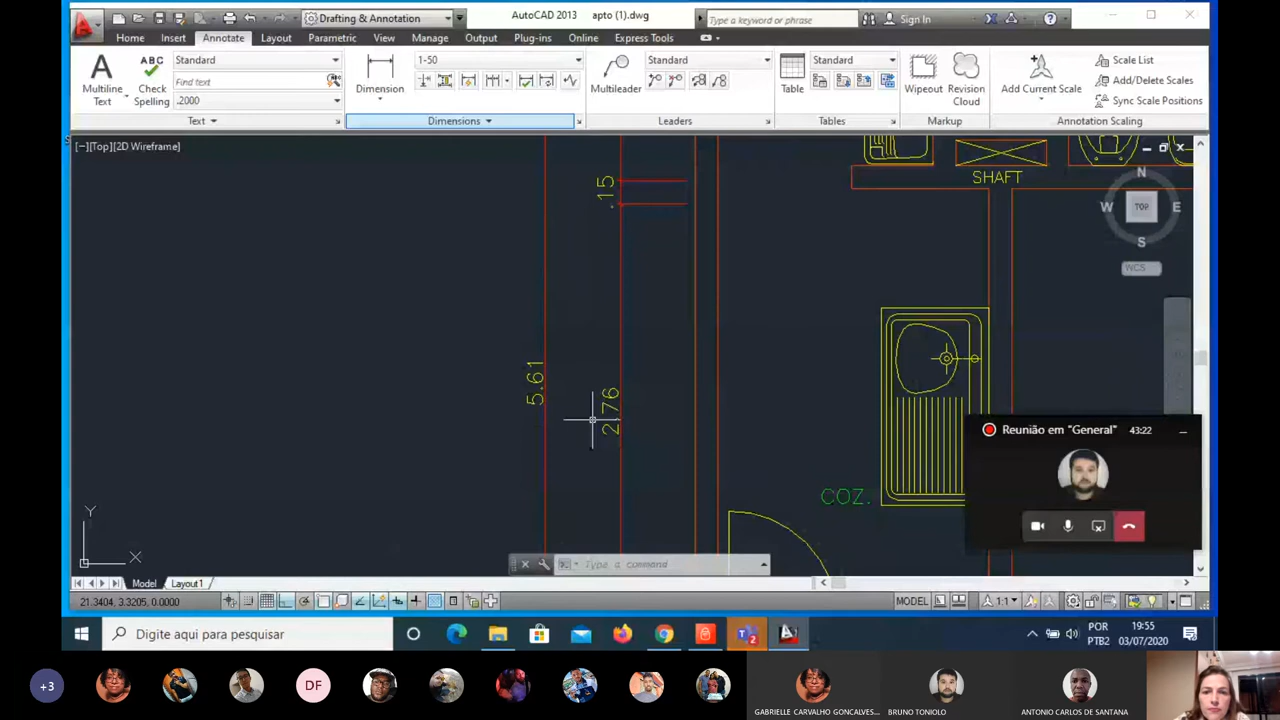 Drafting & Annotation
AutoCAD 2013 apto (1).dwg
Type a keyword or phrase
Sign In
Home Insert Annotate Layout Parametric View Manage Output Plug-ins Online Express Tools
Multiline Text
ABC
Check Spelling
Standard
Find text
.2000
Text
Dimension
1-50
Dimensions
Multileader
Standard
Leaders
Table
Standard
Tables
Wipeout
Revision Cloud
Markup
Add Current Scale
Scale List
Add/Delete Scales
Sync Scale Positions
Annotation Scaling
[−][Top][2D Wireframe]
.15
SHAFT
N
W TOP E
S
WCS
5.61
2.76
COZ.
Reunião em "General" 43:22
Y
X
Type a command
Model Layout1
21.3404, 3.3205, 0.0000
MODEL
1:1
Digite aqui para pesquisar
POR
PTB2
19:55
03/07/2020
+3
DF
GABRIELLE CARVALHO GONCALVES...
BRUNO TONIOLO
ANTONIO CARLOS DE SANTANA